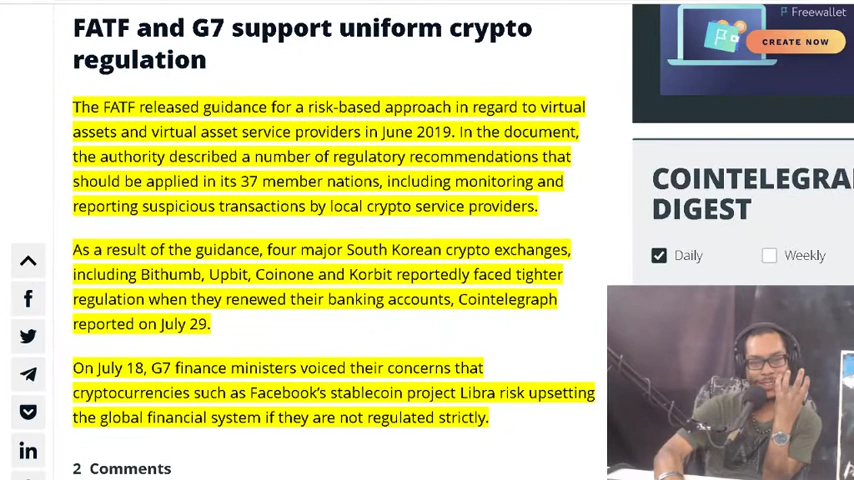 FATF and G7 support uniform crypto
regulation
The FATF released guidance for a risk-based approach in regard to virtual
assets and virtual asset service providers in June 2019. In the document,
the authority described a number of regulatory recommendations that
should be applied in its 37 member nations, including monitoring and
reporting suspicious transactions by local crypto service providers.
As a result of the guidance, four major South Korean crypto exchanges,
including Bithumb, Upbit, Coinone and Korbit reportedly faced tighter
regulation when they renewed their banking accounts, Cointelegraph
reported on July 29.
On July 18, G7 finance ministers voiced their concerns that
cryptocurrencies such as Facebook's stablecoin project Libra risk upsetting
the global financial system if they are not regulated strictly.
2 Comments
Freewallet
CREATE NOW
COINTELEGRA
DIGEST
Daily
Weekly